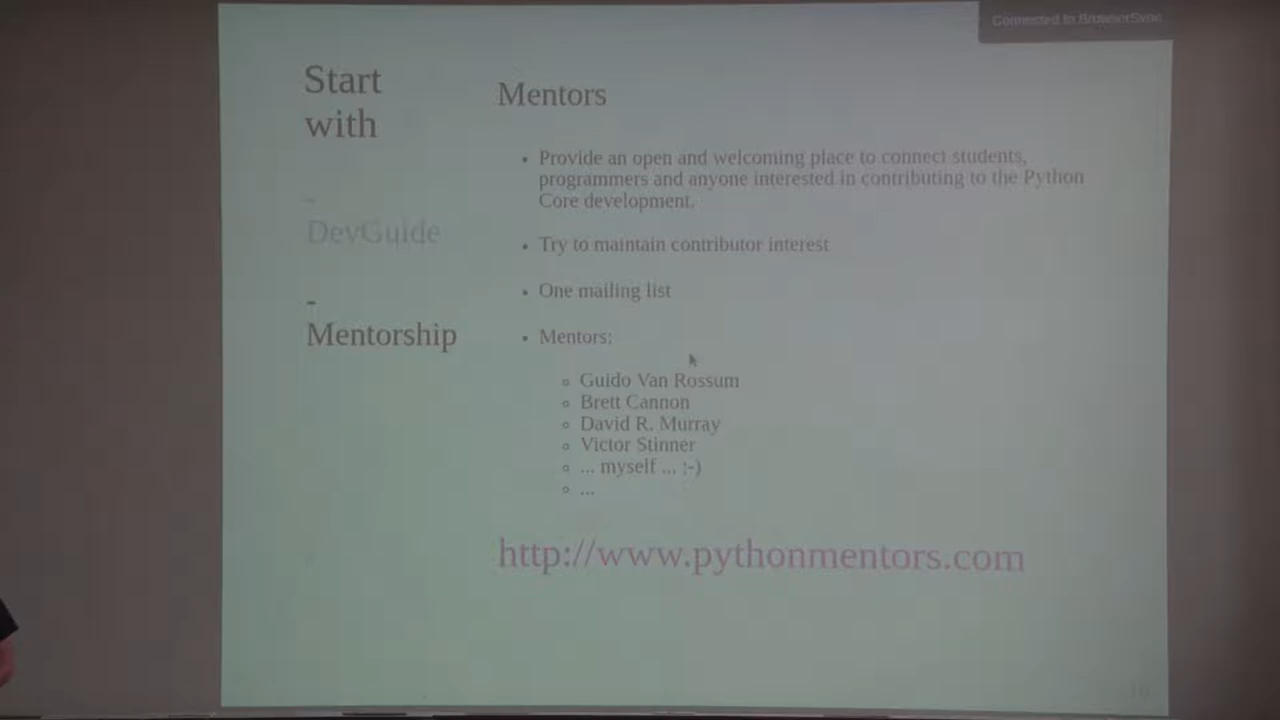 Connected to BrowserSync
Start
with
-
DevGuide
-
Mentorship
Mentors
• Provide an open and welcoming place to connect students,
programmers and anyone interested in contributing to the Python
Core development.
• Try to maintain contributor interest
• One mailing list
• Mentors:
◦ Guido Van Rossum
◦ Brett Cannon
◦ David R. Murray
◦ Victor Stinner
◦ ... myself ... :-)
◦ ...
http://www.pythonmentors.com